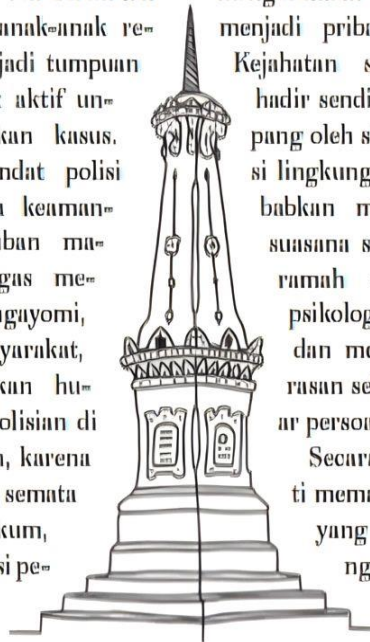 anak-anak re-
jadi tumpuan
aktif un-
kan kasus.
ndat polisi
keaman-
ban ma-
gas me-
gayomi,
yarakat,
kan hu-
olisian di
, karena
semata
kum,
si pe-
menjadi priba
Kejahatan s
hadir sendi
pang oleh s
si lingkung
babkan m
suasana s
ramah
psikolog
dan me
rasan se
ar person
Secara
ti mema
yang
ng